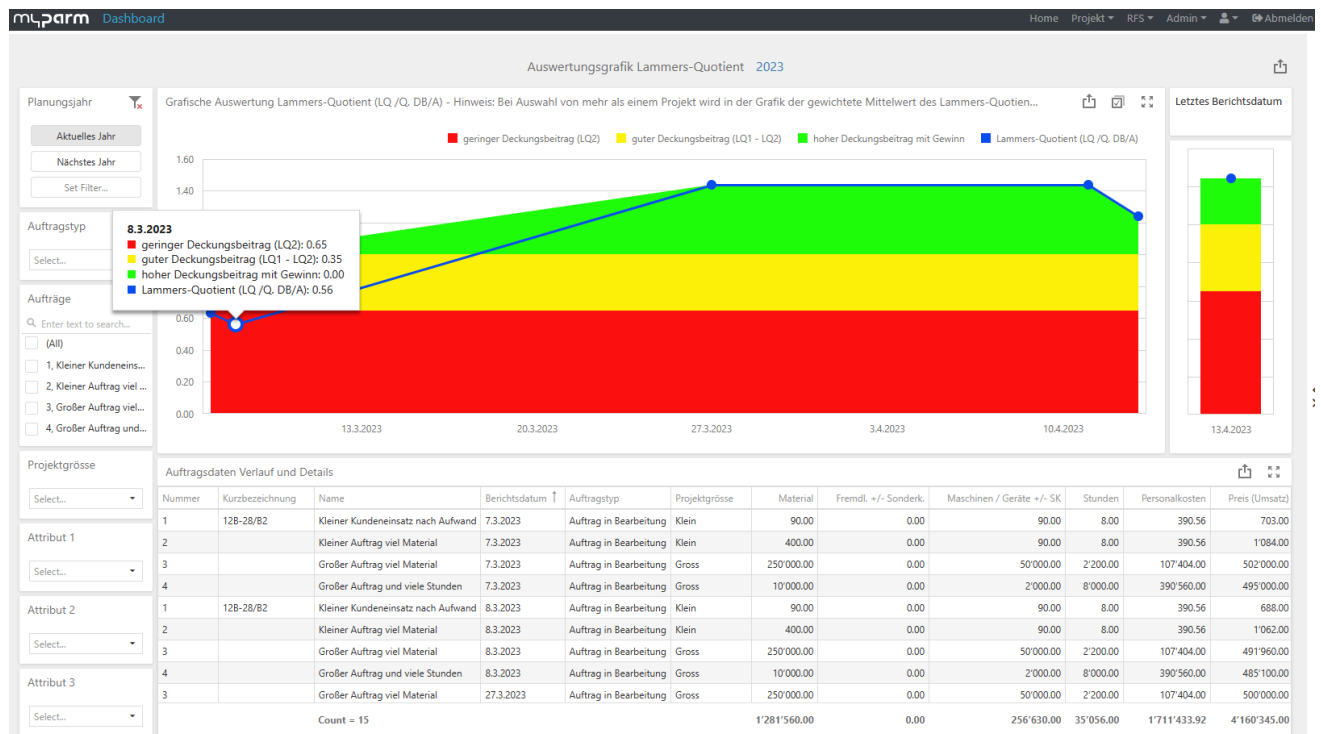 myparm Dashboard Home Projekt RFS Admin Abmelden
Auswertungsgrafik Lammers-Quotient 2023
Planungsjahr
Aktuelles Jahr
Nächstes Jahr
Set Filter...
Auftragstyp
Select...
Aufträge
Enter text to search...
(All)
1, Kleiner Kundeneins...
2, Kleiner Auftrag viel ...
3, Großer Auftrag viel...
4, Großer Auftrag und...
Projektgrösse
Select...
Attribut 1
Select...
Attribut 2
Select...
Attribut 3
Select...
Grafische Auswertung Lammers-Quotient (LQ /Q. DB/A) - Hinweis: Bei Auswahl von mehr als einem Projekt wird in der Grafik der gewichtete Mittelwert des Lammers-Quotien...
geringer Deckungsbeitrag (LQ2) guter Deckungsbeitrag (LQ1 - LQ2) hoher Deckungsbeitrag mit Gewinn Lammers-Quotient (LQ /Q. DB/A)
1.60
1.40
8.3.2023
geringer Deckungsbeitrag (LQ2): 0.65
guter Deckungsbeitrag (LQ1 - LQ2): 0.35
hoher Deckungsbeitrag mit Gewinn: 0.00
Lammers-Quotient (LQ /Q. DB/A): 0.56
0.60
0.40
0.20
0.00
13.3.2023 20.3.2023 27.3.2023 3.4.2023 10.4.2023
Letztes Berichtsdatum
13.4.2023
Auftragsdaten Verlauf und Details
Nummer Kurzbezeichnung Name Berichtsdatum Auftragstyp Projektgrösse Material Fremdl. +/- Sonderk. Maschinen / Geräte +/- SK Stunden Personalkosten Preis (Umsatz)
1 12B-28/B2 Kleiner Kundeneinsatz nach Aufwand 7.3.2023 Auftrag in Bearbeitung Klein 90.00 0.00 90.00 8.00 390.56 703.00
2 Kleiner Auftrag viel Material 7.3.2023 Auftrag in Bearbeitung Klein 400.00 0.00 90.00 8.00 390.56 1'084.00
3 Großer Auftrag viel Material 7.3.2023 Auftrag in Bearbeitung Gross 250'000.00 0.00 50'000.00 2'200.00 107'404.00 502'000.00
4 Großer Auftrag und viele Stunden 7.3.2023 Auftrag in Bearbeitung Gross 10'000.00 0.00 2'000.00 8'000.00 390'560.00 495'000.00
1 12B-28/B2 Kleiner Kundeneinsatz nach Aufwand 8.3.2023 Auftrag in Bearbeitung Klein 90.00 0.00 90.00 8.00 390.56 688.00
2 Kleiner Auftrag viel Material 8.3.2023 Auftrag in Bearbeitung Klein 400.00 0.00 90.00 8.00 390.56 1'062.00
3 Großer Auftrag viel Material 8.3.2023 Auftrag in Bearbeitung Gross 250'000.00 0.00 50'000.00 2'200.00 107'404.00 491'960.00
4 Großer Auftrag und viele Stunden 8.3.2023 Auftrag in Bearbeitung Gross 10'000.00 0.00 2'000.00 8'000.00 390'560.00 485'100.00
3 Großer Auftrag viel Material 27.3.2023 Auftrag in Bearbeitung Gross 250'000.00 0.00 50'000.00 2'200.00 107'404.00 500'000.00
Count = 15 1'281'560.00 0.00 256'630.00 35'056.00 1'711'433.92 4'160'345.00